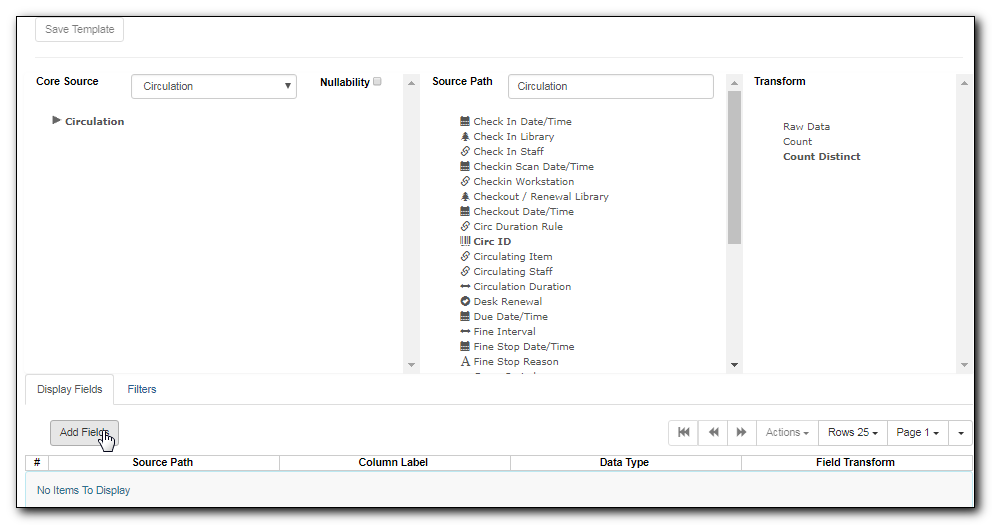 Save Template
Core Source
Circulation
Nullability
Source Path
Circulation
Transform
Circulation
Check In Date/Time
Check In Library
Check In Staff
Checkin Scan Date/Time
Checkin Workstation
Checkout / Renewal Library
Checkout Date/Time
Circ Duration Rule
Circ ID
Circulating Item
Circulating Staff
Circulation Duration
Desk Renewal
Due Date/Time
Fine Interval
Fine Stop Date/Time
Fine Stop Reason
Raw Data
Count
Count Distinct
Display Fields
Filters
Add Fields
Actions
Rows 25
Page 1
# Source Path Column Label Data Type Field Transform
No Items To Display